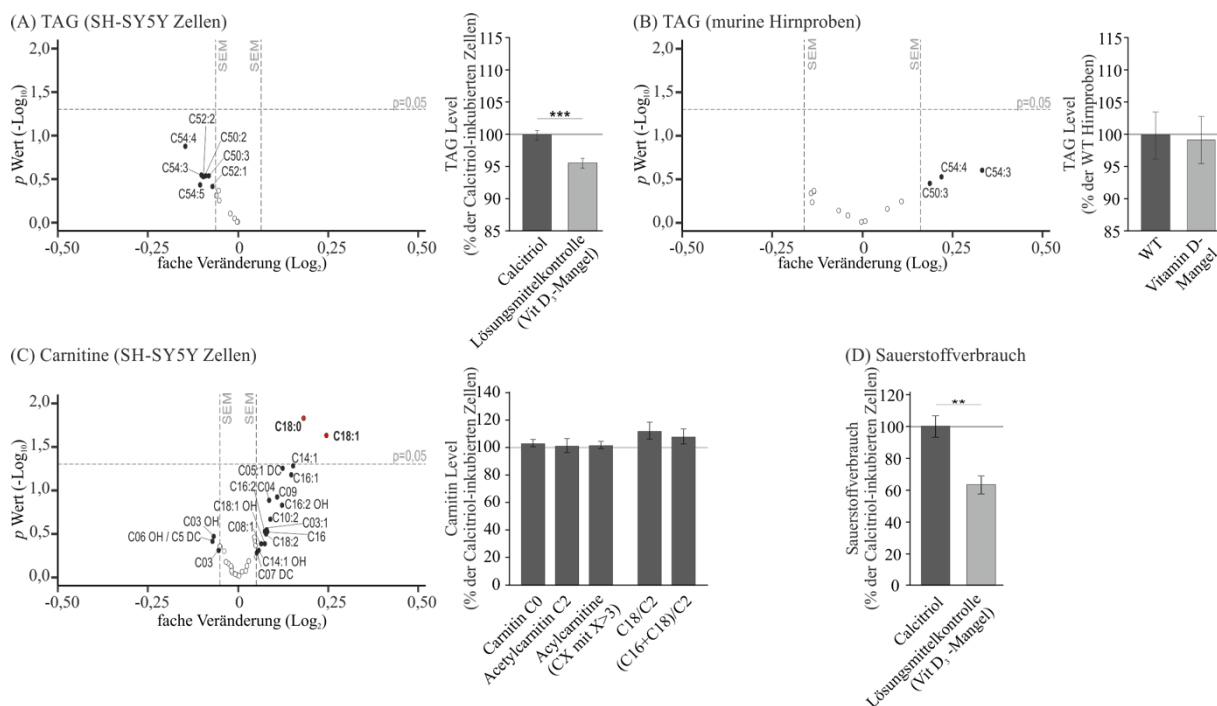 (A) TAG (SH-SY5Y Zellen)
2,0
1,5
1,0
0,5
0,0
p Wert (-Log₁₀)
SEM
SEM
p=0.05
C52:2
C54:4
C50:2
C54:3
C50:3
C52:1
C54:5
-0,50
-0,25
0
0,25
0,50
fache Veränderung (Log₂)
115
110
105
100
95
90
85
TAG Level
(% der Calcitriol-inkubierten Zellen)
***
Calcitriol
Lösungsmittelkontrolle
(Vit D₃-Mangel)
(B) TAG (murine Hirnproben)
2,0
1,5
1,0
0,5
0,0
p Wert (-Log₁₀)
SEM
SEM
p=0.05
C54:4
C54:3
C50:3
-0,50
-0,25
0
0,25
0,50
fache Veränderung (Log₂)
115
110
105
100
95
90
85
TAG Level
(% der WT Hirnproben)
WT
Vitamin D-
Mangel
(C) Carnitine (SH-SY5Y Zellen)
2,0
1,5
1,0
0,5
0,0
p Wert (-Log₁₀)
SEM
SEM
p=0.05
C18:0
C18:1
C14:1
C05:1 DC
C16:1
C16:2
C04
C09
C18:1 OH
C16:2 OH
C03 OH
C08:1
C10:2
C03:1
C06 OH / C5 DC
C16
C18:2
C03
C14:1 OH
C07 DC
-0,50
-0,25
0
0,25
0,50
fache Veränderung (Log₂)
140
120
100
80
60
40
20
0
Carnitin Level
(% der Calcitriol-inkubierten Zellen)
Carnitin C0
Acetylcarnitin C2
Acylcarnitine
(CX mit X>3)
C18/C2
(C16+C18)/C2
(D) Sauerstoffverbrauch
120
100
80
60
40
20
0
Sauerstoffverbrauch
(% der Calcitriol-inkubierten Zellen)
**
Calcitriol
Lösungsmittelkontrolle
(Vit D₃ -Mangel)